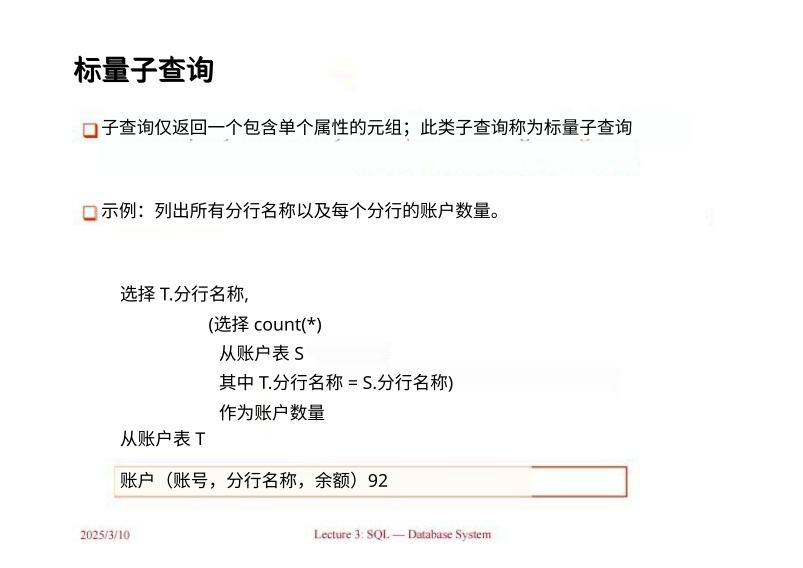 标量子查询
子查询仅返回一个包含单个属性的元组；此类子查询称为标量子查询
示例：列出所有分行名称以及每个分行的账户数量。
选择 T.分行名称,
(选择 count(*)
从账户表 S
其中 T.分行名称 = S.分行名称)
作为账户数量
从账户表 T
账户（账号，分行名称，余额）92
2025/3/10
Lecture 3: SQL — Database System